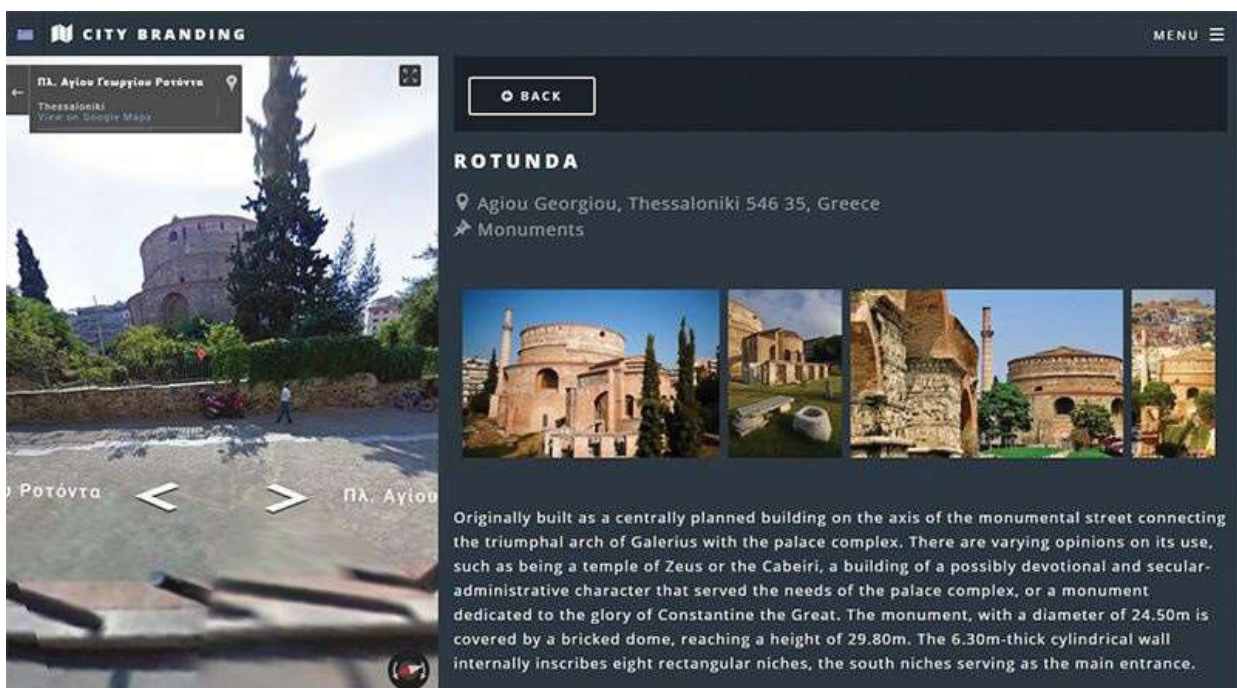 CITY BRANDING
MENU
Πλ. Αγίου Γεωργίου Ροτόντα
Thessaloniki
View on Google Maps
BACK
ROTUNDA
Agiou Georgiou, Thessaloniki 546 35, Greece
Monuments
υ Ροτόντα
Πλ. Αγίου
Originally built as a centrally planned building on the axis of the monumental street connecting
the triumphal arch of Galerius with the palace complex. There are varying opinions on its use,
such as being a temple of Zeus or the Cabeiri, a building of a possibly devotional and secular-
administrative character that served the needs of the palace complex, or a monument
dedicated to the glory of Constantine the Great. The monument, with a diameter of 24.50m is
covered by a bricked dome, reaching a height of 29.80m. The 6.30m-thick cylindrical wall
internally inscribes eight rectangular niches, the south niches serving as the main entrance.